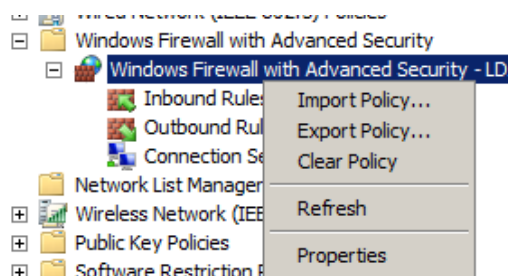 Wired Network (IEEE 802.3) Policies
Windows Firewall with Advanced Security
Windows Firewall with Advanced Security - LD
Inbound Rules
Import Policy...
Outbound Rul
Export Policy...
Connection Se
Clear Policy
Network List Manager
Wireless Network (IEE
Refresh
Public Key Policies
Properties
Software Restriction P